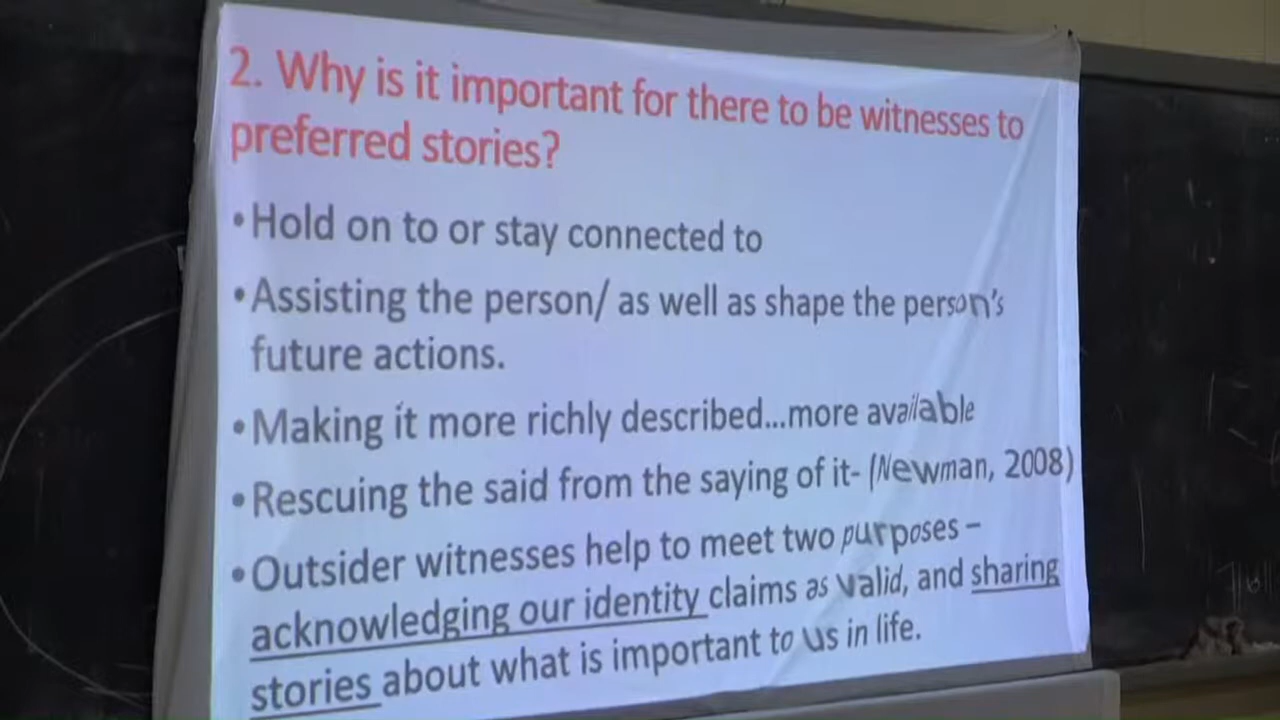 2. Why is it important for there to be witnesses to
preferred stories?
•Hold on to or stay connected to
•Assisting the person/ as well as shape the person's
future actions.
•Making it more richly described...more available
•Rescuing the said from the saying of it- (Newman, 2008)
•Outsider witnesses help to meet two purposes –
acknowledging our identity claims as valid, and sharing
stories about what is important to us in life.